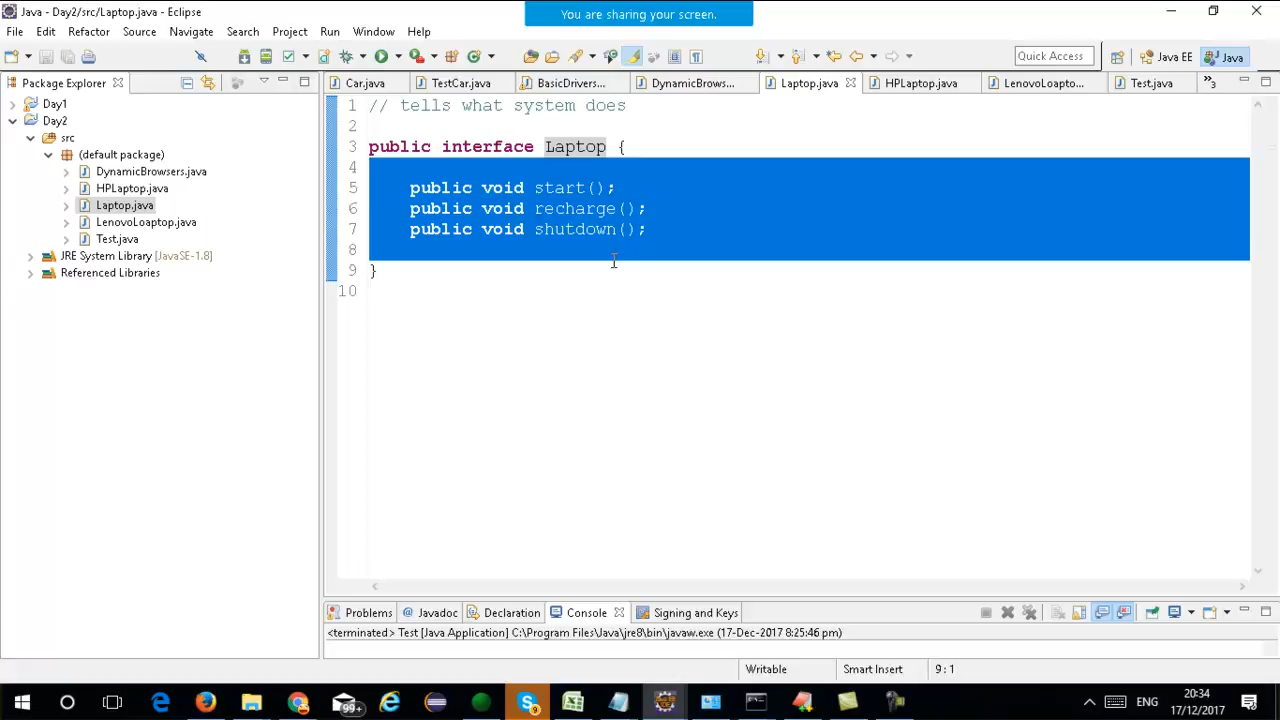 Java - Day2/src/Laptop.java - Eclipse
You are sharing your screen.
File Edit Refactor Source Navigate Search Project Run Window Help
Quick Access
Java EE
Java
Package Explorer
Car.java
TestCar.java
BasicDrivers...
DynamicBrows...
Laptop.java
HPLaptop.java
LenovoLoapto...
Test.java
»3
Day1
Day2
src
(default package)
DynamicBrowsers.java
HPLaptop.java
Laptop.java
LenovoLoaptop.java
Test.java
JRE System Library [JavaSE-1.8]
Referenced Libraries
1 // tells what system does
2
3 public interface Laptop {
4
5 public void start();
6 public void recharge();
7 public void shutdown();
8
9 }
10
Problems @ Javadoc Declaration Console Signing and Keys
<terminated> Test [Java Application] C:\Program Files\Java\jre8\bin\javaw.exe (17-Dec-2017 8:25:46 pm)
Writable Smart Insert 9 : 1
99+
9
ENG
20:34
17/12/2017